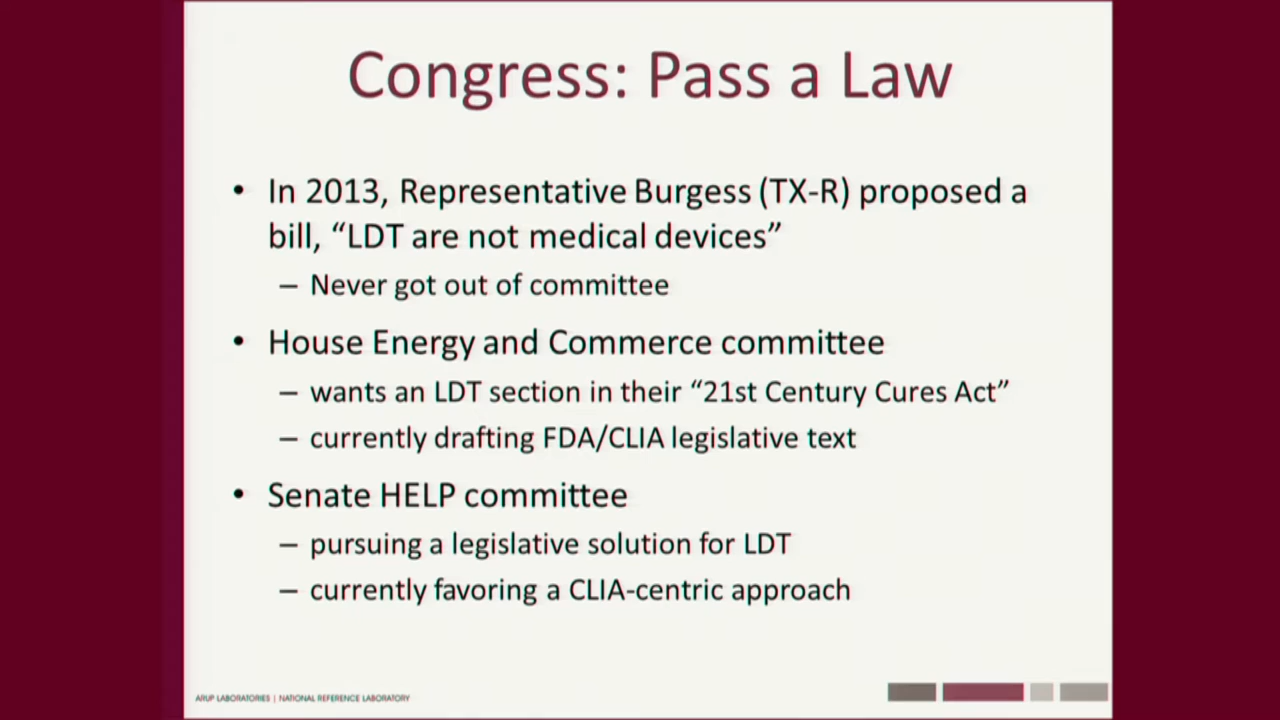 Congress: Pass a Law
• In 2013, Representative Burgess (TX-R) proposed a
bill, “LDT are not medical devices”
– Never got out of committee
• House Energy and Commerce committee
– wants an LDT section in their “21st Century Cures Act”
– currently drafting FDA/CLIA legislative text
• Senate HELP committee
– pursuing a legislative solution for LDT
– currently favoring a CLIA-centric approach
ARUP LABORATORIES | NATIONAL REFERENCE LABORATORY